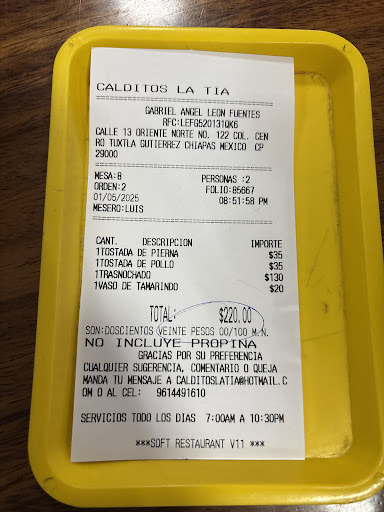 CALDITOS LA TIA
GABRIEL ANGEL LEON FUENTES
RFC:LEFG520131QK6
CALLE 13 ORIENTE NORTE NO. 122 COL. CEN
RO TUXTLA GUTIERREZ CHIAPAS MEXICO CP
29000
MESA:8 PERSONAS :2
ORDEN:2 FOLIO:85667
01/05/2025 08:51:58 PM
MESERO:LUIS
CANT. DESCRIPCION IMPORTE
1TOSTADA DE PIERNA $35
1TOSTADA DE POLLO $35
1TRASNOCHADO $130
1VASO DE TAMARINDO $20
TOTAL: $220.00
SON:DOSCIENTOS VEINTE PESOS 00/100 M.N.
NO INCLUYE PROPINA
GRACIAS POR SU PREFERENCIA
CUALQUIER SUGERENCIA, COMENTARIO O QUEJA
MANDA TU MENSAJE A CALDITOSLATIA@HOTMAIL.C
OM O AL CEL: 9614491610
SERVICIOS TODO LOS DIAS 7:00AM A 10:30PM
***SOFT RESTAURANT V11 ***